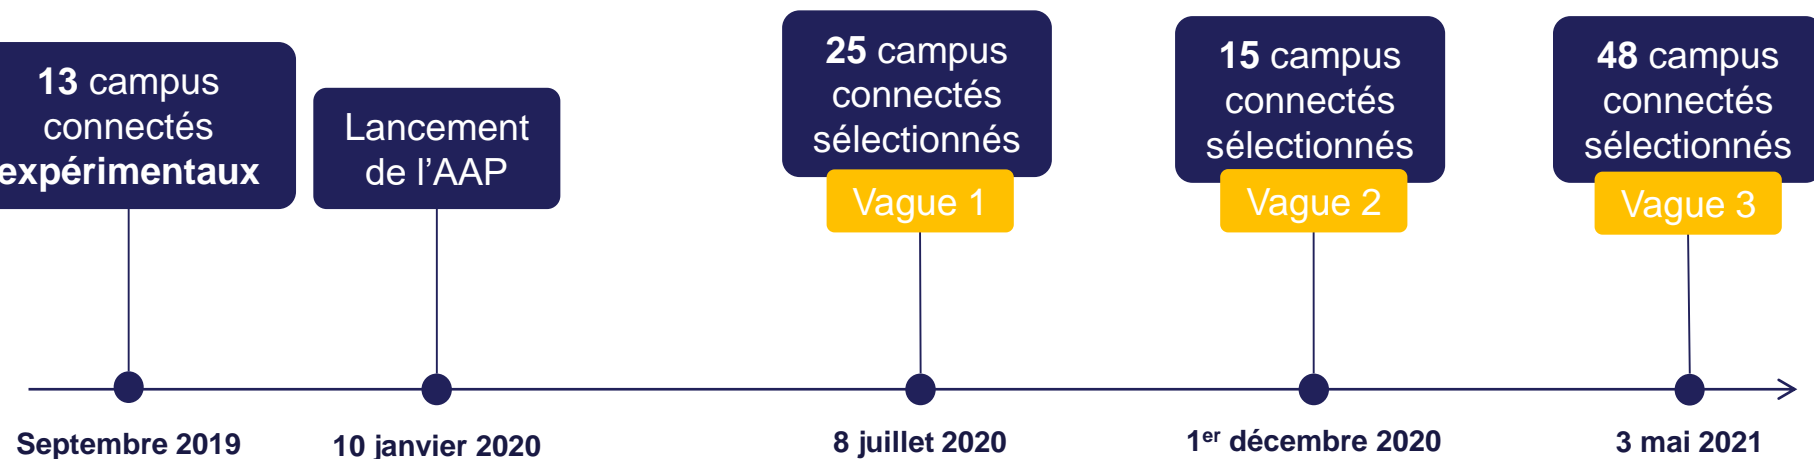 13 campus
connectés
expérimentaux
Lancement
de l’AAP
25 campus
connectés
sélectionnés
Vague 1
15 campus
connectés
sélectionnés
Vague 2
48 campus
connectés
sélectionnés
Vague 3
Septembre 2019
10 janvier 2020
8 juillet 2020
1er décembre 2020
3 mai 2021